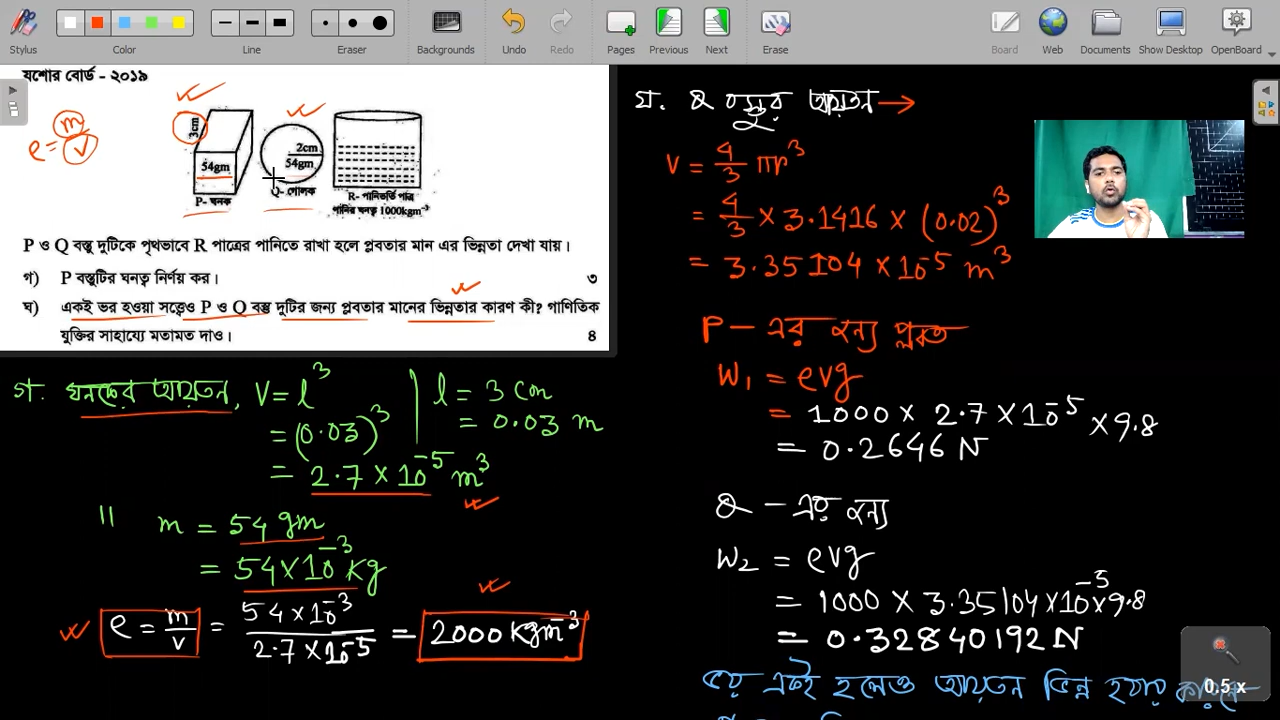 Stylus Color Line Eraser Backgrounds Undo Redo Pages Previous Next Erase Board Web Documents Show Desktop OpenBoard
যশোর বোর্ড - ২০১৯
e = m/v
3cm
54gm
P- ঘনক
2cm
54gm
Q- গোলক
R- পানিভর্তি পাত্র
পানির ঘনত্ব 1000kgm⁻³
P ও Q বস্তু দুটিকে পৃথভাবে R পাত্রের পানিতে রাখা হলে প্লবতার মান এর ভিন্নতা দেখা যায়।
গ) P বস্তুটির ঘনত্ব নির্ণয় কর। ৩
ঘ) একই ভর হওয়া সত্ত্বেও P ও Q বস্তু দুটির জন্য প্লবতার মানের ভিন্নতার কারণ কী? গাণিতিক
যুক্তির সাহায্যে মতামত দাও। 8
গ. ঘনকের আয়তন, V = l³
= (0.03)³
= 2.7 × 10⁻⁵ m³
l = 3 cm
= 0.03 m
" m = 54 gm
= 54×10⁻³ kg
e = m/v = 54×10⁻³/2.7×10⁻⁵ = 2000 kgm⁻³
ঘ. Q বস্তুর আয়তন →
V = 4/3 πr³
= 4/3 × 3.1416 × (0.02)³
= 3.35104 × 10⁻⁵ m³
P - এর জন্য প্লবতা
W₁ = evg
= 1000 × 2.7 × 10⁻⁵ × 9.8
= 0.2646 N
Q - এর জন্য
W₂ = evg
= 1000 × 3.35104×10⁻⁵×9.8
= 0.32840192 N
ভর একই হলেও আয়তন ভিন্ন হওয়ার কারনে
0.5 x